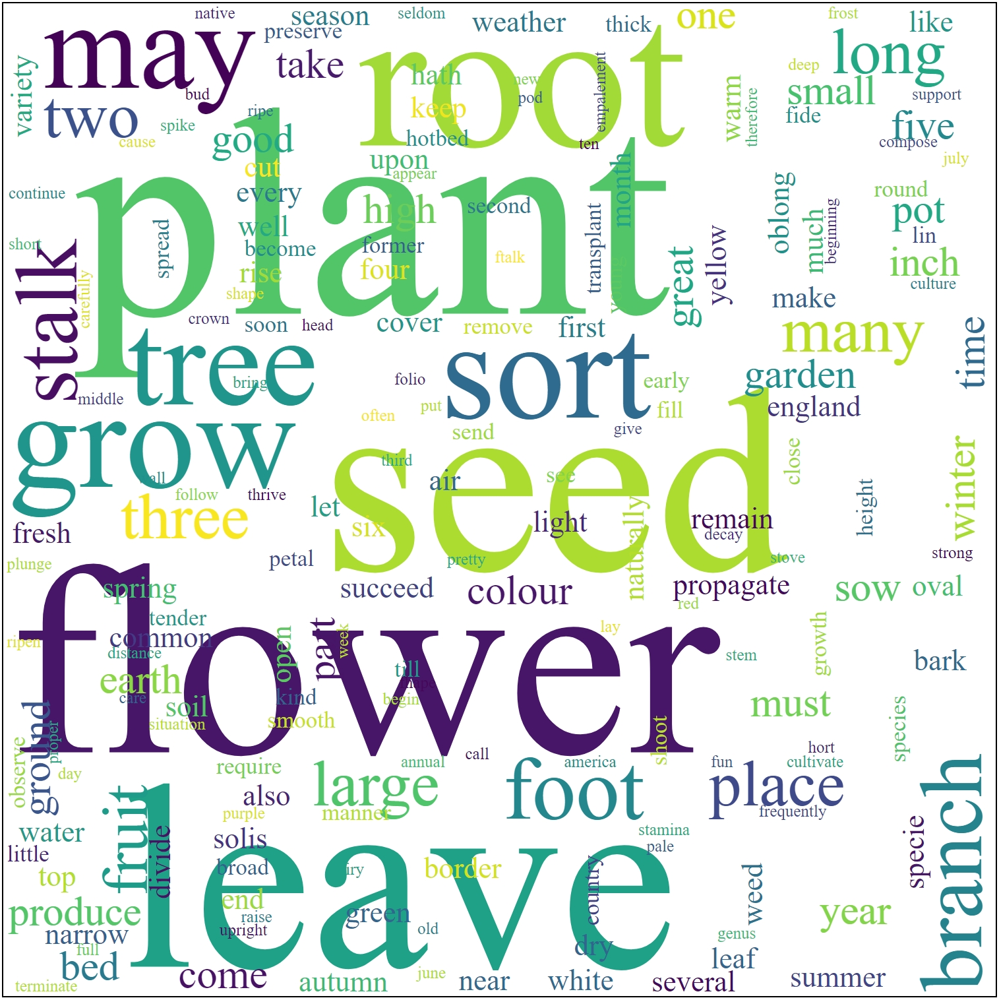 native
season
seldom
weather
thick
one
frost
like
may
preserve
take
root
long
variety
bud
hath
new
pod
empalement
deep
small
support
two
ripe
keep
warm
therefore
fide
five
spike
cause
good
hotbed
ten
compose
plant
cut
upon
appear
month
july
continue
every
high
second
transplant
oblong
much
beginning
round
pot
short
spread
well
become
former
ftalk
young
great
yellow
lin
inch
stalk
carefully
rise
four
shape
make
culture
crown
soon
head
cover
remove
first
many
time
tree
bring
middle
folio
sort
early
garden
put
often
fill
england
grow
send
give
seed
third
air
see
close
winter
follow
thrive
three
let
six
light
naturally
remain
decay
height
fresh
plunge
petal
pretty
stove
strong
flower
spring
succeed
colour
propagate
red
sow
oval
tender
common
distance
ripen
open
part
week
lay
stem
growth
bark
earth
care
soil
situation
kind
smooth
till
begin
must
species
shoot
ground
proper
observe
day
require
call
annual
america
fun
hort
cultivate
also
large
manner
foot
place
frequently
branch
fruit
purple
water
little
divide
solis
stamina
pale
specie
leave
top
broad
iry
border
country
weed
produce
end
raise
green
year
narrow
upright
old
genus
full
dry
leaf
bed
come
autumn
june
near
white
several
summer
terminate